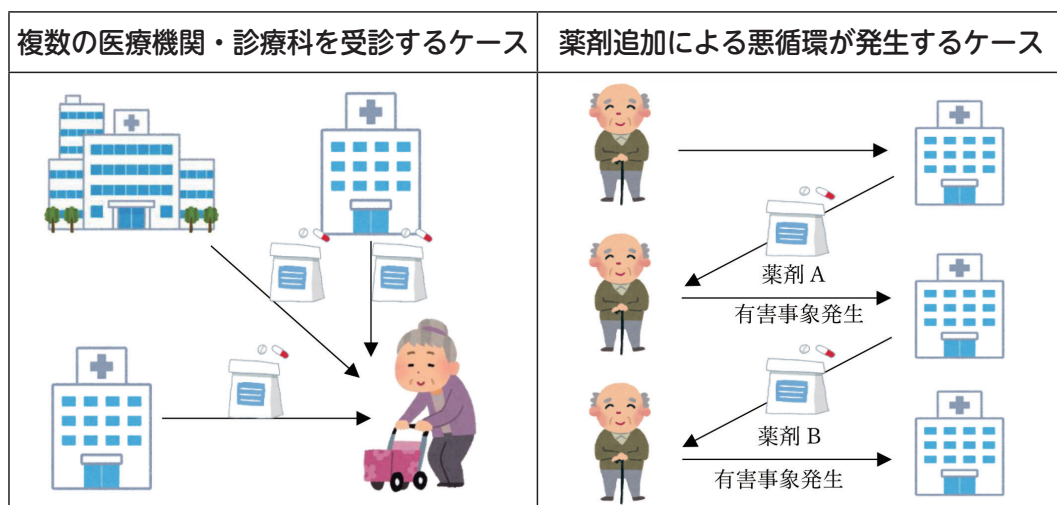 複数の医療機関・診療科を受診するケース
薬剤追加による悪循環が発生するケース
薬剤 A
有害事象発生
薬剤 B
有害事象発生